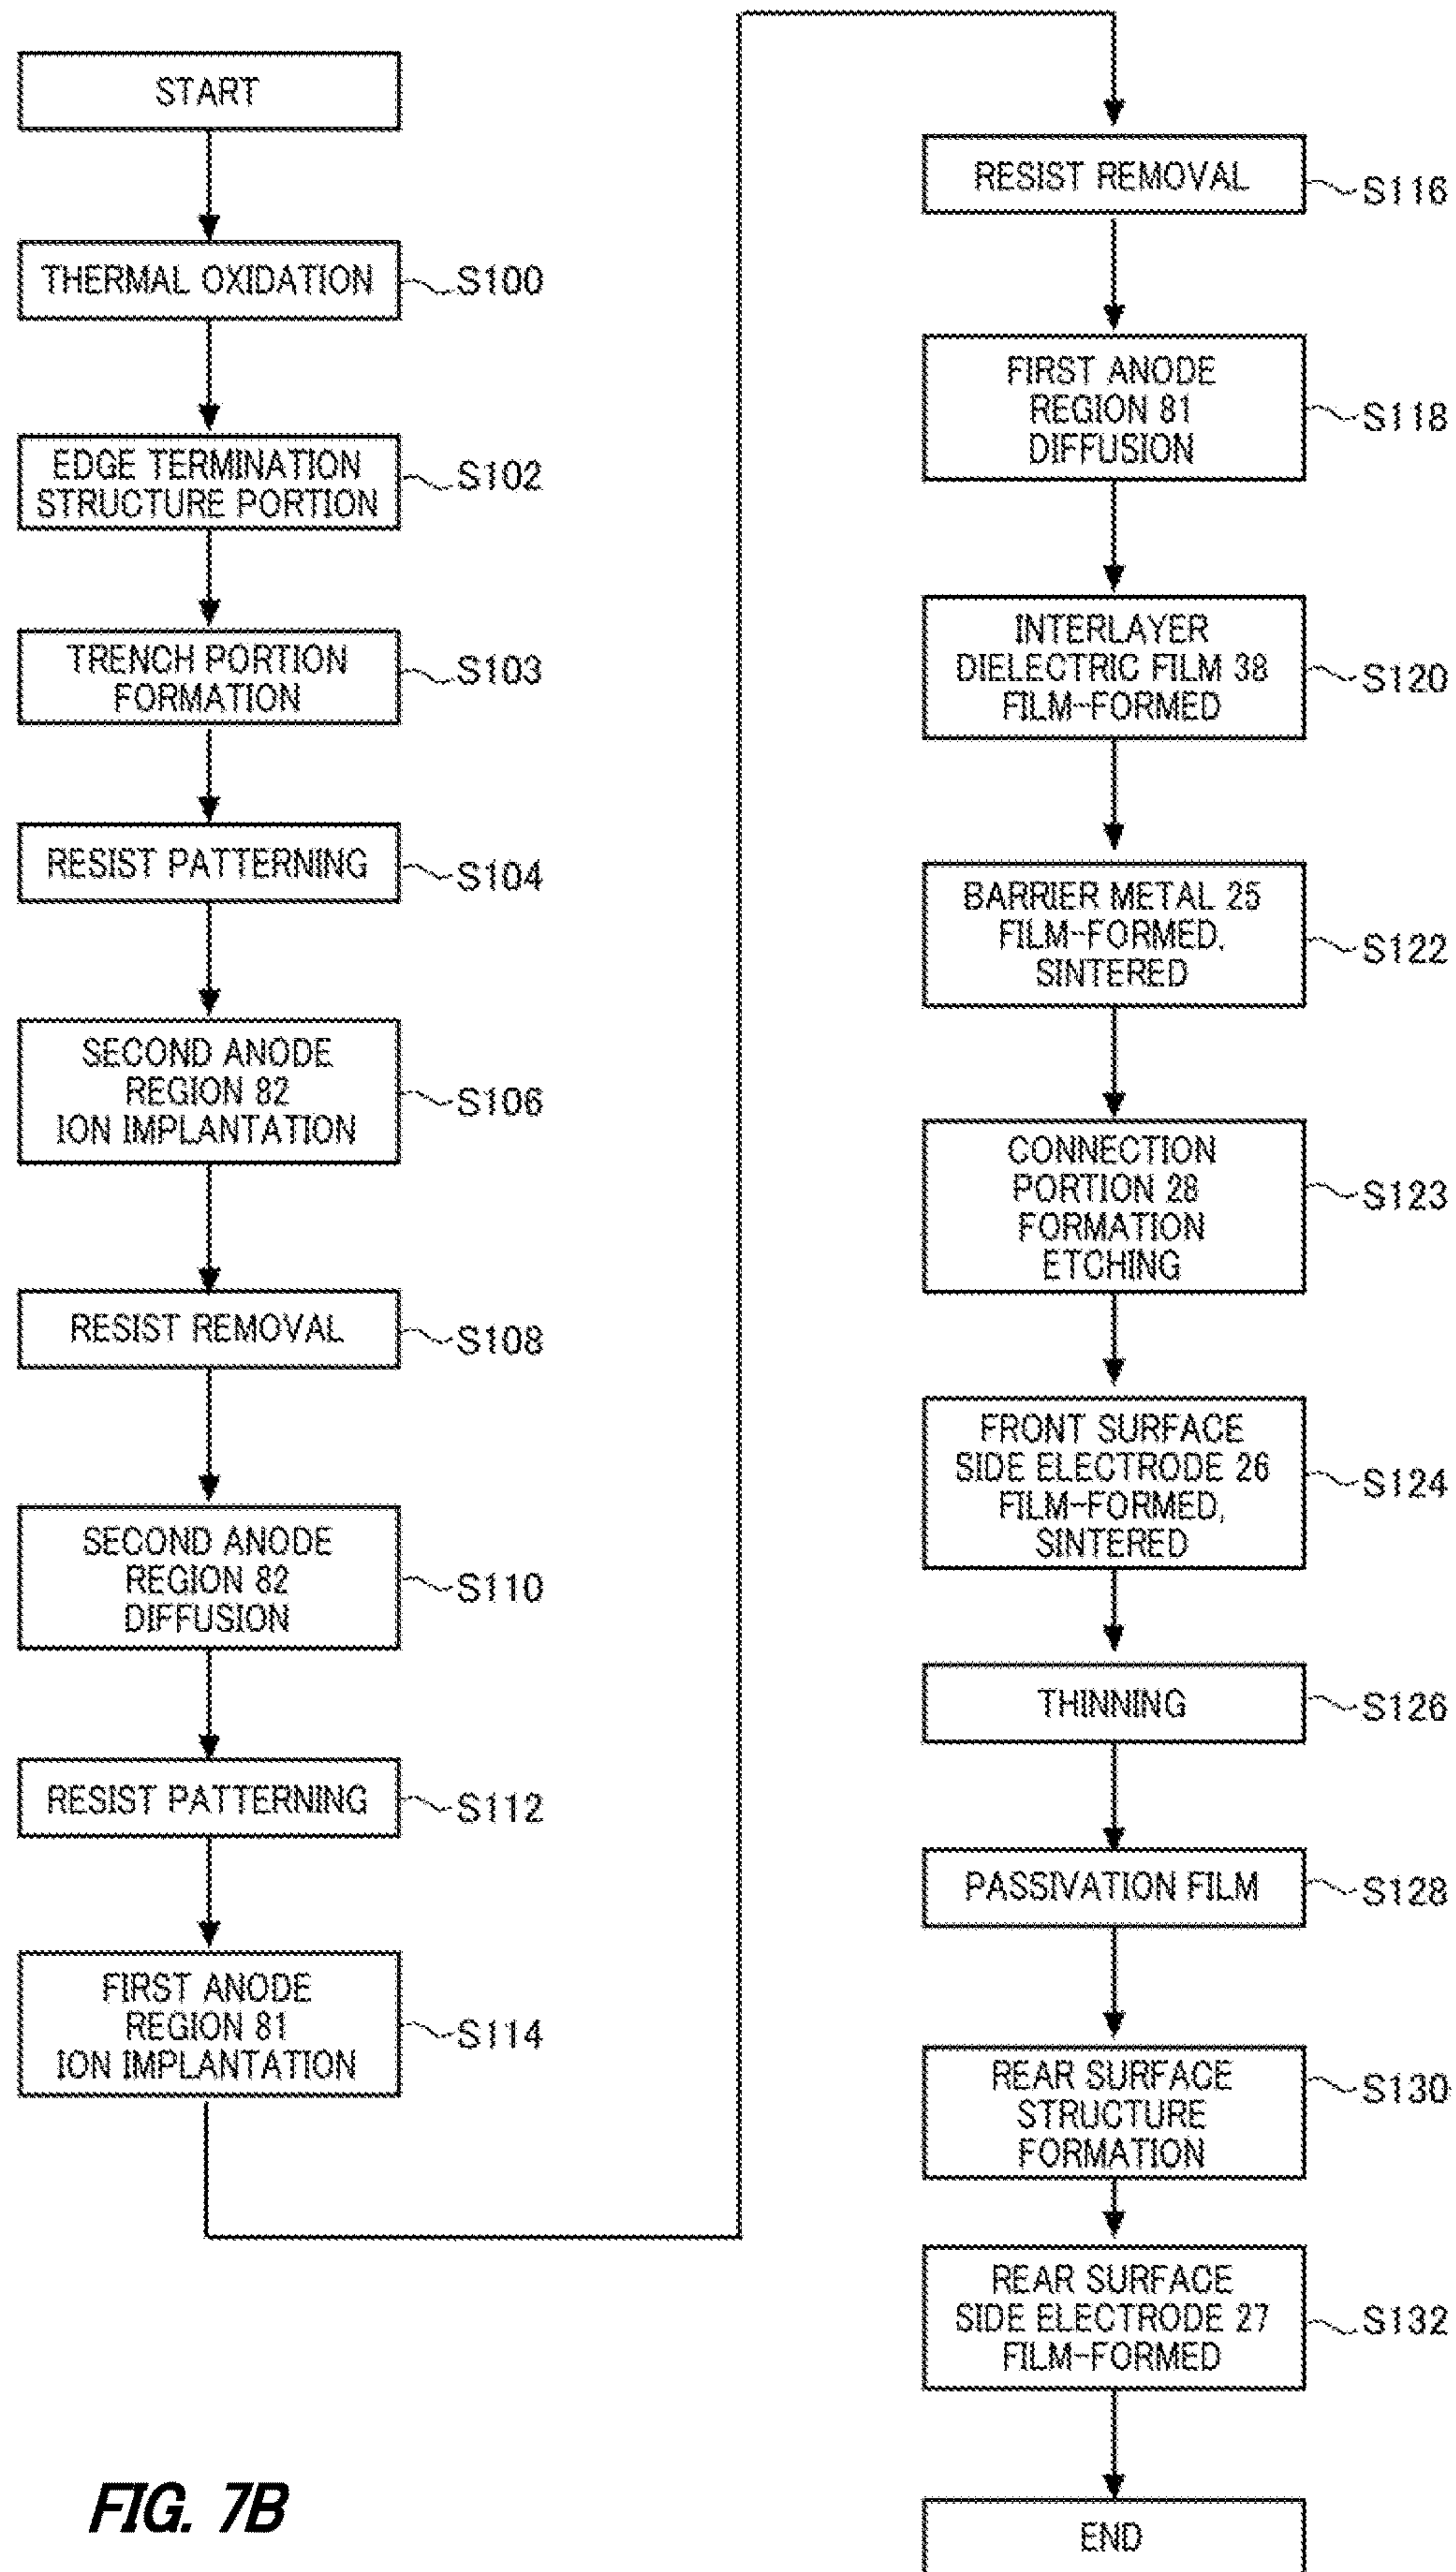 START
THERMAL OXIDATION
S100
EDGE TERMINATION
STRUCTURE PORTION
S102
TRENCH PORTION
FORMATION
S103
RESIST PATTERNING
S104
SECOND ANODE
REGION 82
ION IMPLANTATION
S106
RESIST REMOVAL
S108
SECOND ANODE
REGION 82
DIFFUSION
S110
RESIST PATTERNING
S112
FIRST ANODE
REGION 81
ION IMPLANTATION
S114
RESIST REMOVAL
S116
FIRST ANODE
REGION 81
DIFFUSION
S118
INTERLAYER
DIELECTRIC FILM 38
FILM-FORMED
S120
BARRIER METAL 25
FILM-FORMED,
SINTERED
S122
CONNECTION
PORTION 28
FORMATION
ETCHING
S123
FRONT SURFACE
SIDE ELECTRODE 26
FILM-FORMED,
SINTERED
S124
THINNING
S126
PASSIVATION FILM
S128
REAR SURFACE
STRUCTURE
FORMATION
S130
REAR SURFACE
SIDE ELECTRODE 27
FILM-FORMED
S132
END
FIG. 7B